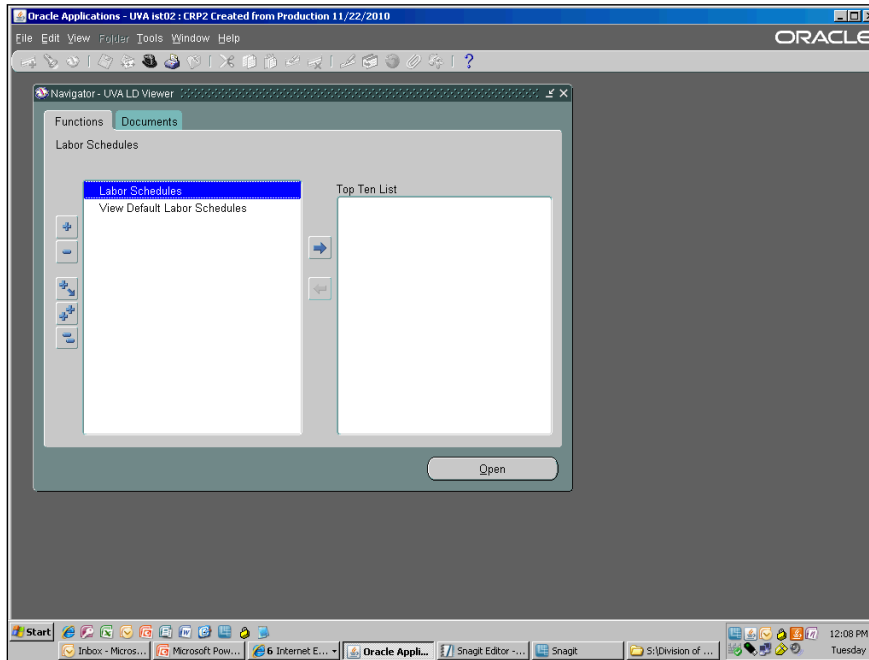 Oracle Applications - UVA ist02 : CRP2 Created from Production 11/22/2010
File Edit View Folder Tools Window Help
ORACLE
Navigator - UVA LD Viewer
Functions Documents
Labor Schedules
Labor Schedules
View Default Labor Schedules
Top Ten List
Open
Start
12:08 PM
Inbox - Micros... Microsoft Pow... 6 Internet E... Oracle Appli... Snagit Editor -... Snagit S:\Division of ... Tuesday